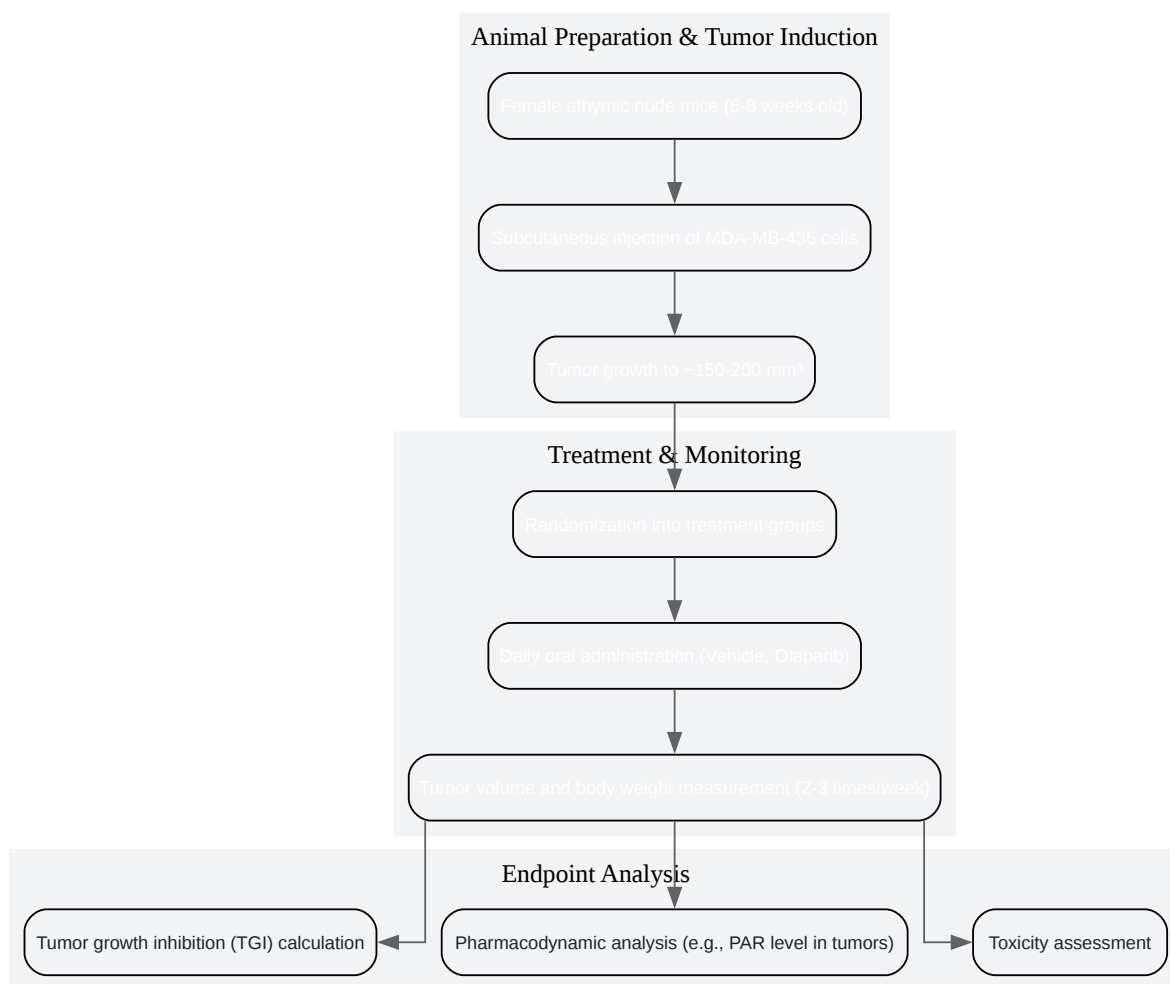 Animal Preparation & Tumor Induction
Female athymic nude mice (6-8 weeks old)
Subcutaneous injection of MDA-MB-436 cells
Tumor growth to ~150-200 mm³
Treatment & Monitoring
Randomization into treatment groups
Daily oral administration (Vehicle, Olaparib)
Tumor volume and body weight measurement (2-3 times/week)
Endpoint Analysis
Tumor growth inhibition (TGI) calculation
Pharmacodynamic analysis (e.g., PAR level in tumors)
Toxicity assessment